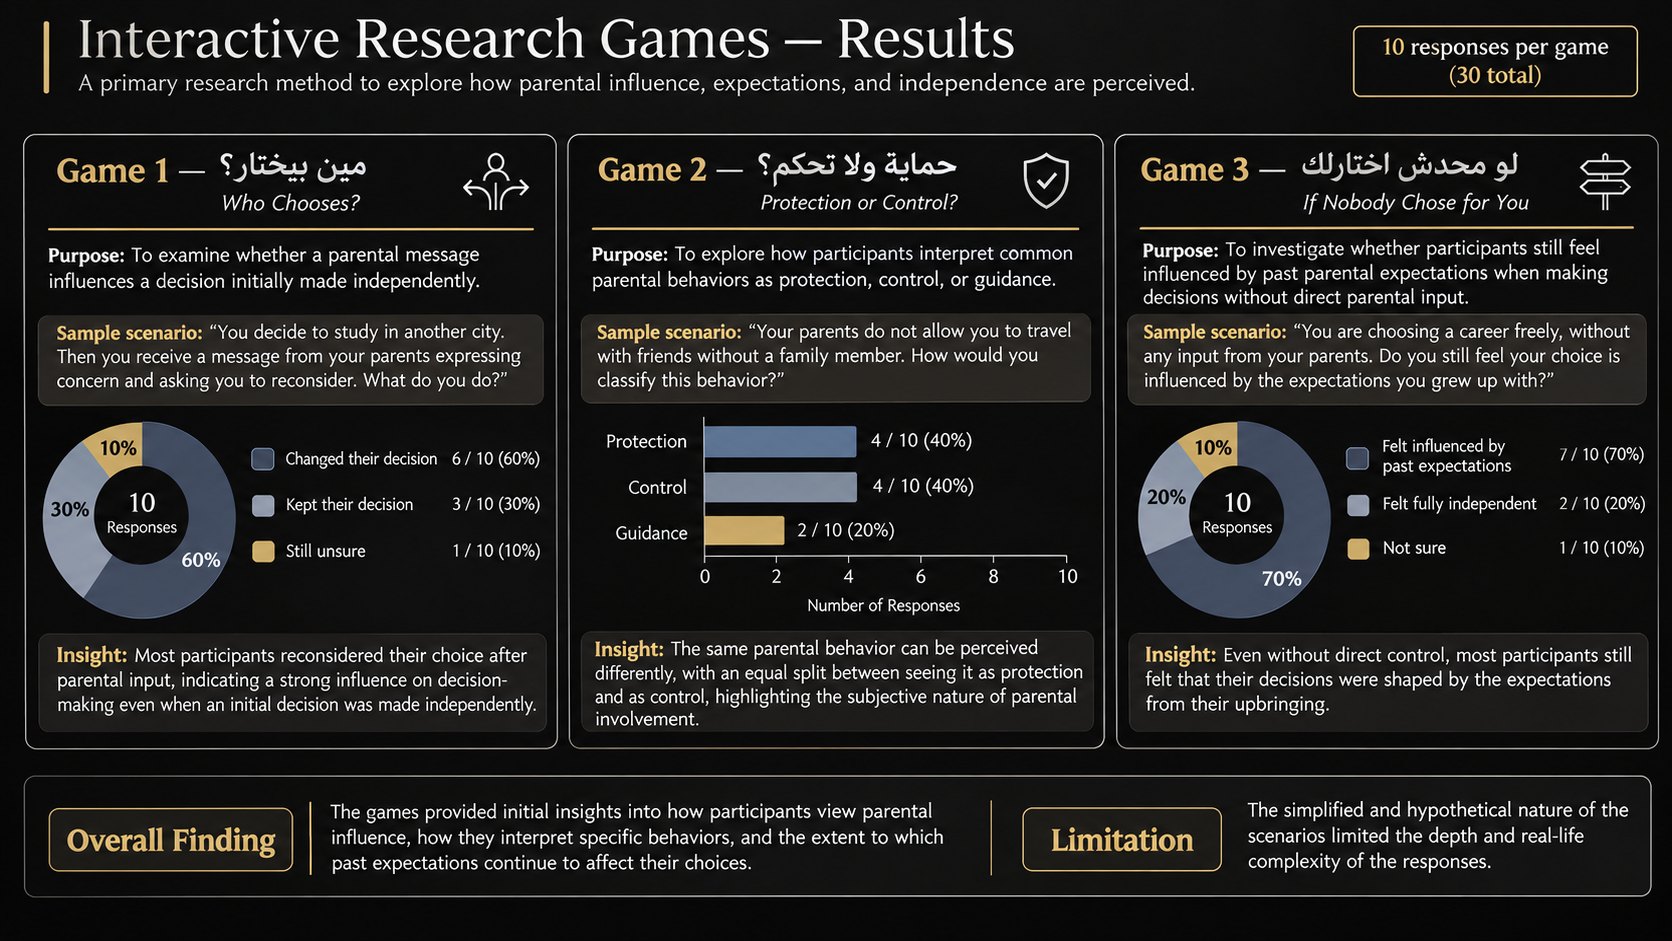 Interactive Research Games – Results
A primary research method to explore how parental influence, expectations, and independence are perceived.
10 responses per game
(30 total)
Game 1 — مين بيختار؟
Who Chooses?
Purpose: To examine whether a parental message
influences a decision initially made independently.
Sample scenario: “You decide to study in another city.
Then you receive a message from your parents expressing
concern and asking you to reconsider. What do you do?”
10%
30%
60%
10
Responses
Changed their decision 6 / 10 (60%)
Kept their decision 3 / 10 (30%)
Still unsure 1 / 10 (10%)
Insight: Most participants reconsidered their choice after
parental input, indicating a strong influence on decision-
making even when an initial decision was made independently.
Game 2 — حماية ولا تحكم؟
Protection or Control?
Purpose: To explore how participants interpret common
parental behaviors as protection, control, or guidance.
Sample scenario: “Your parents do not allow you to travel
with friends without a family member. How would you
classify this behavior?”
Protection 4 / 10 (40%)
Control 4 / 10 (40%)
Guidance 2 / 10 (20%)
0 2 4 6 8 10
Number of Responses
Insight: The same parental behavior can be perceived
differently, with an equal split between seeing it as protection
and as control, highlighting the subjective nature of parental
involvement.
Game 3 — لو محدش اختارلك
If Nobody Chose for You
Purpose: To investigate whether participants still feel
influenced by past parental expectations when making
decisions without direct parental input.
Sample scenario: “You are choosing a career freely, without
any input from your parents. Do you still feel your choice is
influenced by the expectations you grew up with?”
10%
20%
70%
10
Responses
Felt influenced by
past expectations 7 / 10 (70%)
Felt fully independent 2 / 10 (20%)
Not sure 1 / 10 (10%)
Insight: Even without direct control, most participants still
felt that their decisions were shaped by the expectations
from their upbringing.
Overall Finding
The games provided initial insights into how participants view parental
influence, how they interpret specific behaviors, and the extent to which
past expectations continue to affect their choices.
Limitation
The simplified and hypothetical nature of the
scenarios limited the depth and real-life
complexity of the responses.